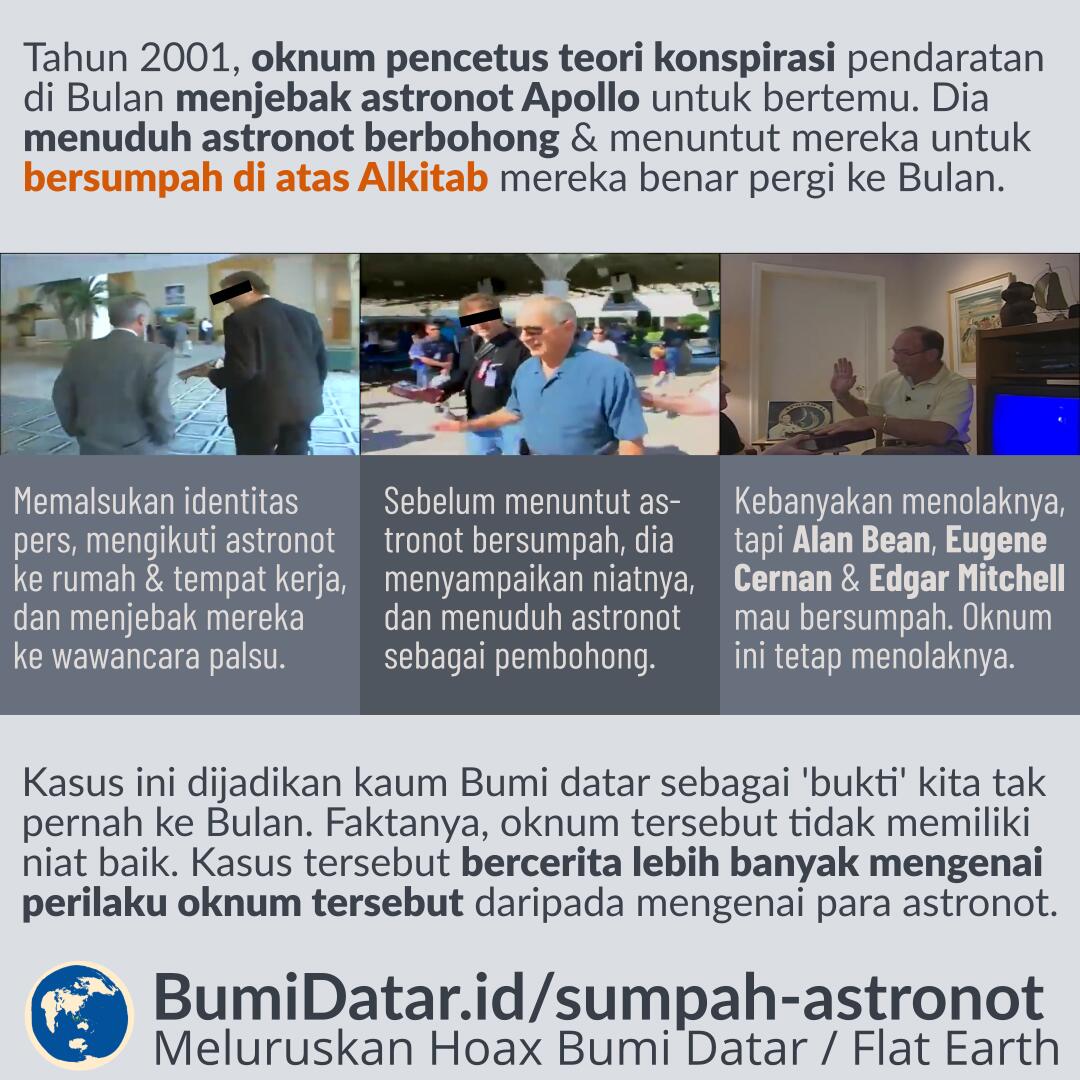 Tahun 2001, oknum pencetus teori konspirasi pendaratan
di Bulan menjebak astronot Apollo untuk bertemu. Dia
menuduh astronot berbohong & menuntut mereka untuk
bersumpah di atas Alkitab mereka benar pergi ke Bulan.
Memalsukan identitas
pers, mengikuti astronot
ke rumah & tempat kerja,
dan menjebak mereka
ke wawancara palsu.
Sebelum menuntut as-
tronot bersumpah, dia
menyampaikan niatnya,
dan menuduh astronot
sebagai pembohong.
Kebanyakan menolaknya,
tapi Alan Bean, Eugene
Cernan & Edgar Mitchell
mau bersumpah. Oknum
ini tetap menolaknya.
Kasus ini dijadikan kaum Bumi datar sebagai 'bukti' kita tak
pernah ke Bulan. Faktanya, oknum tersebut tidak memiliki
niat baik. Kasus tersebut bercerita lebih banyak mengenai
perilaku oknum tersebut daripada mengenai para astronot.
BumiDatar.id/sumpah-astronot
Meluruskan Hoax Bumi Datar / Flat Earth